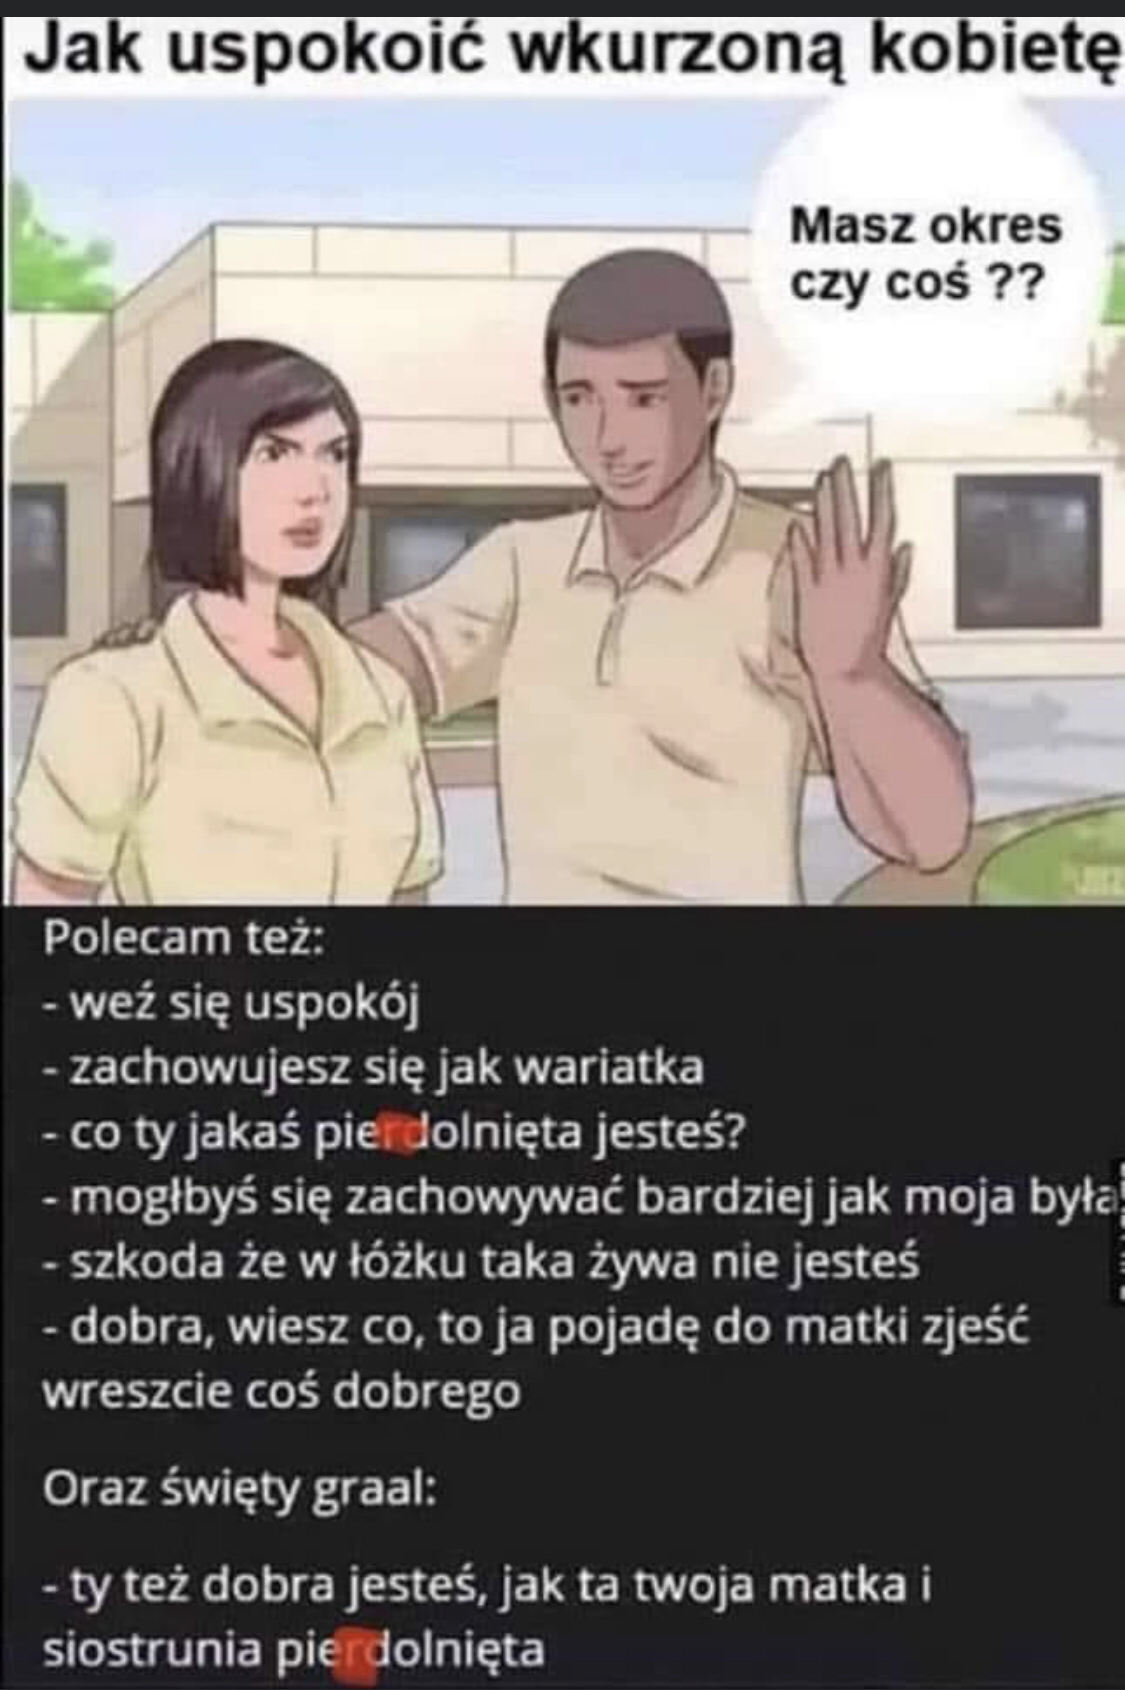 Jak uspokoić wkurzoną kobietę
Masz okres
czy coś ??
Polecam też:
- weź się uspokój
- zachowujesz się jak wariatka
- co ty jakaś pierdolnięta jesteś?
- mogłbyś się zachowywać bardziej jak moja była
- szkoda że w łóżku taka żywa nie jesteś
- dobra, wiesz co, to ja pojadę do matki zjeść
wreszcie coś dobrego
Oraz święty graal:
- ty też dobra jesteś, jak ta twoja matka i
siostrunia pierdolnięta